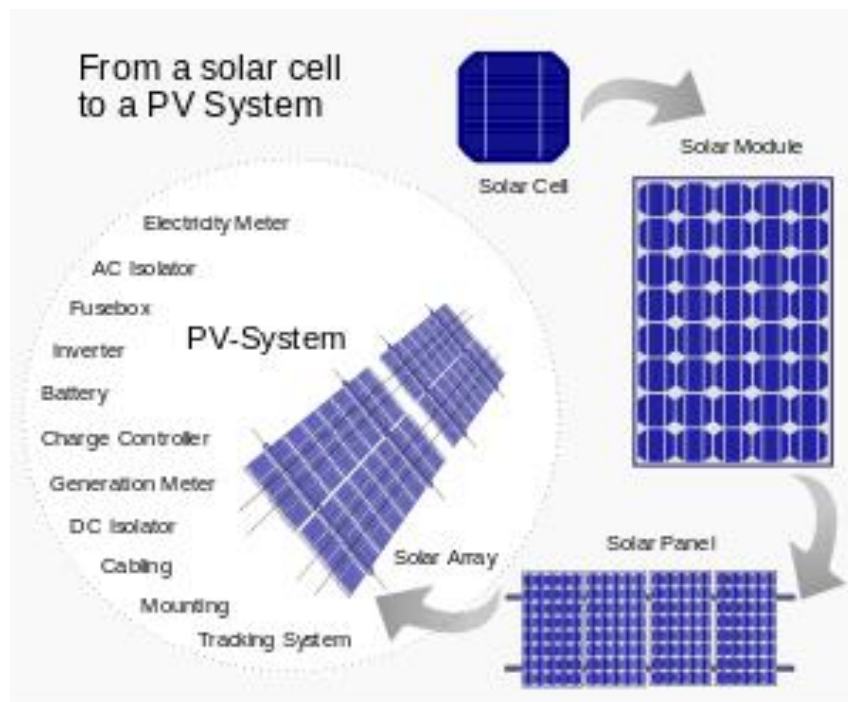 From a solar cell
to a PV System
Solar Cell
Solar Module
Electricity Meter
AC Isolator
Fusebox
PV-System
Inverter
Battery
Charge Controller
Generation Meter
DC Isolator
Cabling
Mounting
Tracking System
Solar Array
Solar Panel